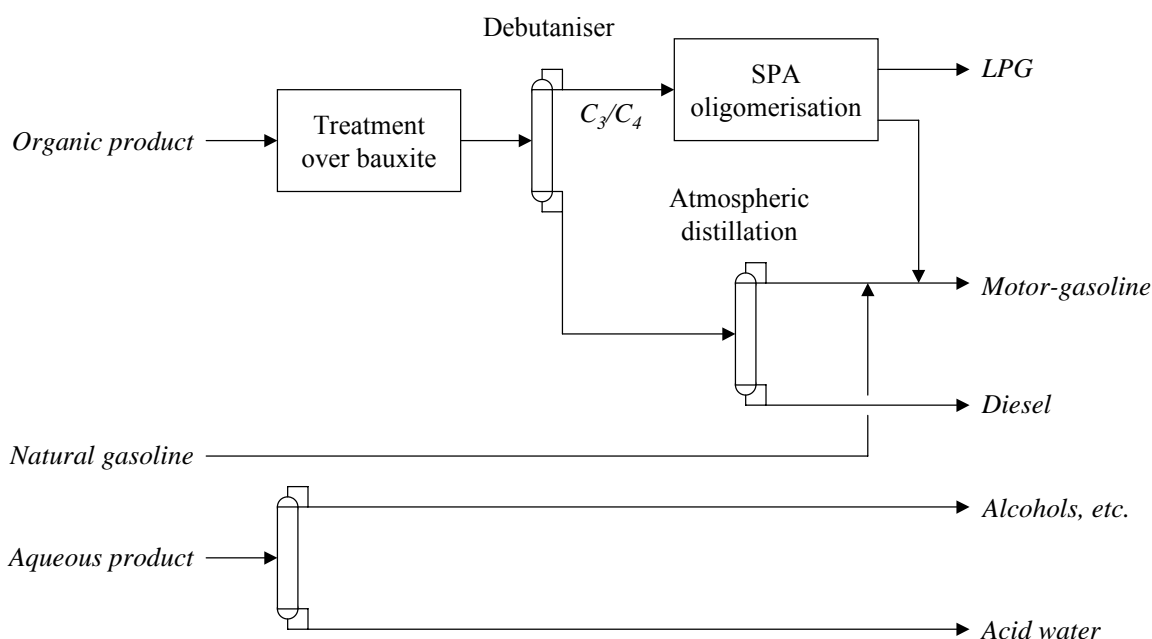 Debutaniser
SPA
oligomerisation
LPG
C3/C4
Organic product
Treatment
over bauxite
Atmospheric
distillation
Motor-gasoline
Diesel
Natural gasoline
Alcohols, etc.
Aqueous product
Acid water